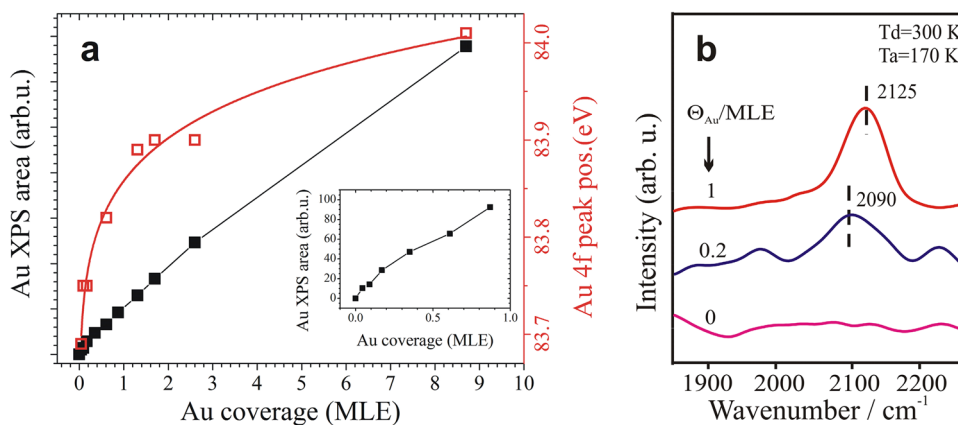 a
Au XPS area (arb.u.)
Au coverage (MLE)
0 1 2 3 4 5 6 7 8 9 10
Au 4f peak pos.(eV)
84.0
83.9
83.8
83.7
Au XPS area (arb.u.)
100
80
60
40
20
0
0.0 0.5 1.0
Au coverage (MLE)
b
Td=300 K
Ta=170 K
ΘAu/MLE
2125
1
2090
0.2
0
Intensity (arb. u.)
1900 2000 2100 2200
Wavenumber / cm-1